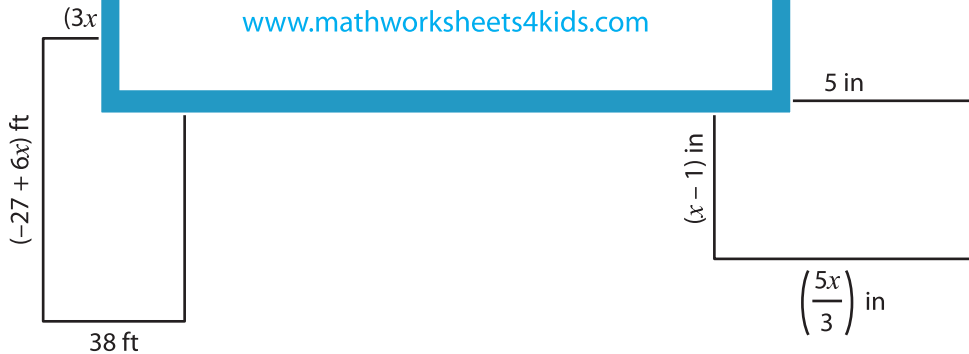 (3x
www.mathworksheets4kids.com
(–27 + 6x) ft
38 ft
5 in
(x – 1) in
(5x/3) in